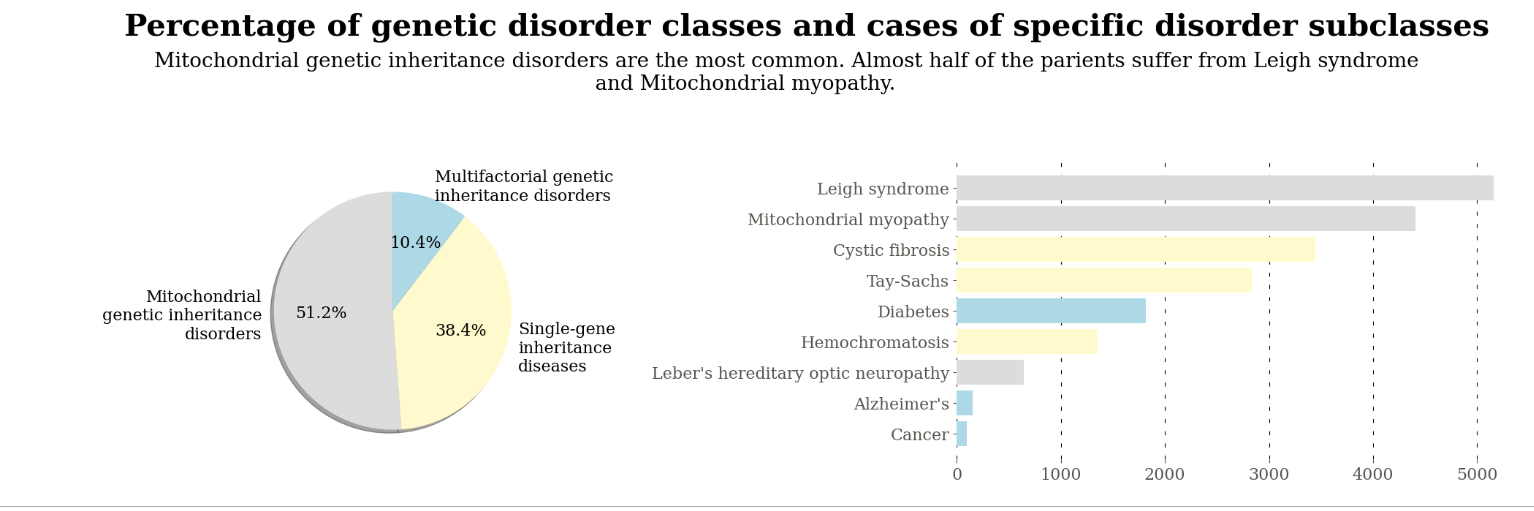 Percentage of genetic disorder classes and cases of specific disorder subclasses
Mitochondrial genetic inheritance disorders are the most common. Almost half of the parients suffer from Leigh syndrome
and Mitochondrial myopathy.
Multifactorial genetic
inheritance disorders
10.4%
Mitochondrial
genetic inheritance
disorders
51.2%
38.4%
Single-gene
inheritance
diseases
Leigh syndrome
Mitochondrial myopathy
Cystic fibrosis
Tay-Sachs
Diabetes
Hemochromatosis
Leber's hereditary optic neuropathy
Alzheimer's
Cancer
0 1000 2000 3000 4000 5000